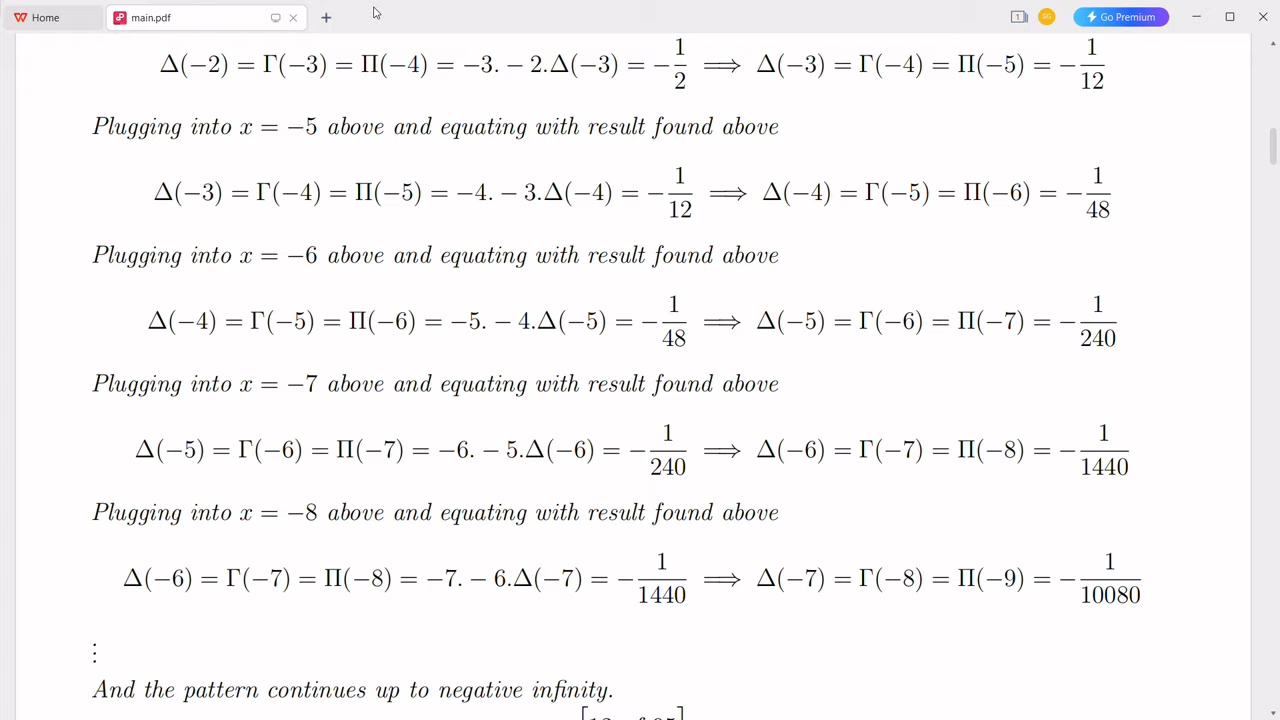 Home main.pdf 1 SG Go Premium
Δ(−2) = Γ(−3) = Π(−4) = −3. − 2.Δ(−3) = −1/2 ⟹ Δ(−3) = Γ(−4) = Π(−5) = −1/12
Plugging into x = −5 above and equating with result found above
Δ(−3) = Γ(−4) = Π(−5) = −4. − 3.Δ(−4) = −1/12 ⟹ Δ(−4) = Γ(−5) = Π(−6) = −1/48
Plugging into x = −6 above and equating with result found above
Δ(−4) = Γ(−5) = Π(−6) = −5. − 4.Δ(−5) = −1/48 ⟹ Δ(−5) = Γ(−6) = Π(−7) = −1/240
Plugging into x = −7 above and equating with result found above
Δ(−5) = Γ(−6) = Π(−7) = −6. − 5.Δ(−6) = −1/240 ⟹ Δ(−6) = Γ(−7) = Π(−8) = −1/1440
Plugging into x = −8 above and equating with result found above
Δ(−6) = Γ(−7) = Π(−8) = −7. − 6.Δ(−7) = −1/1440 ⟹ Δ(−7) = Γ(−8) = Π(−9) = −1/10080
⋮
And the pattern continues up to negative infinity.